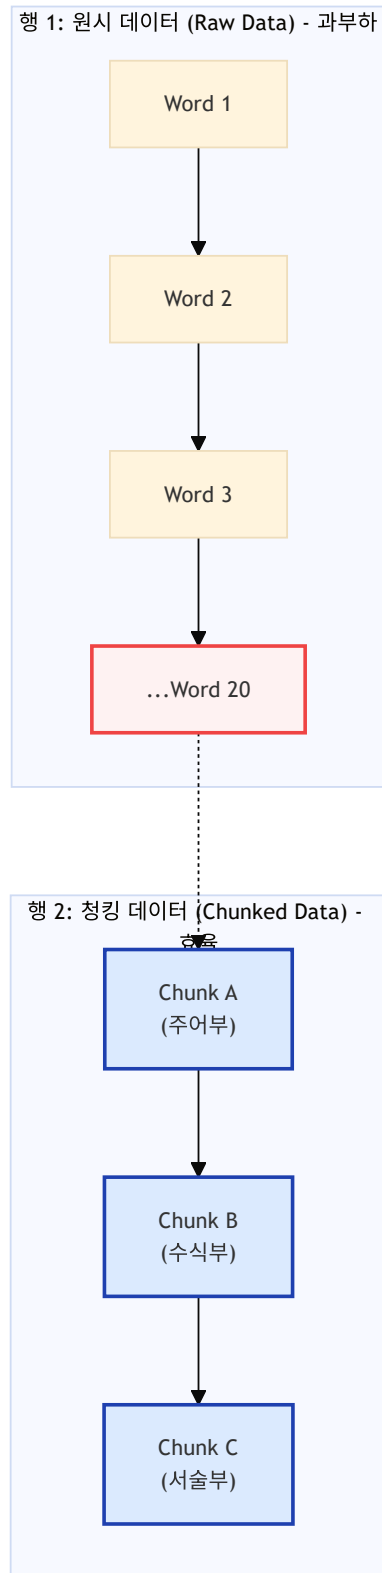 행 1: 원시 데이터 (Raw Data) - 과부하
Word 1
Word 2
Word 3
...Word 20
행 2: 청킹 데이터 (Chunked Data) -
효율
Chunk A
(주어부)
Chunk B
(수식부)
Chunk C
(서술부)